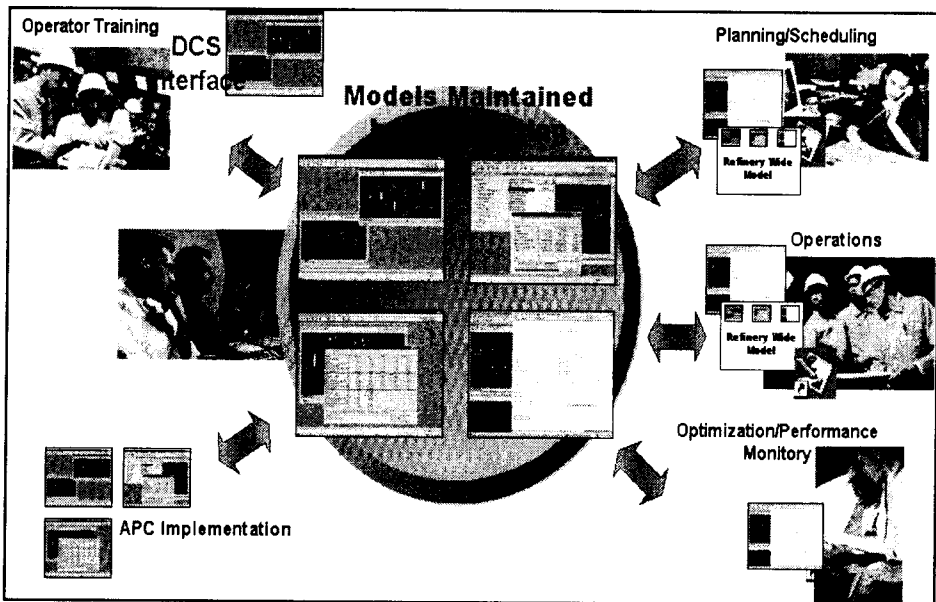 Operator Training
DCS
nterface
Models Maintained
Planning/Scheduling
Refinery Wide
Model
Operations
Refinery Wide
Model
Optimization/Performance
Monitory
APC Implementation